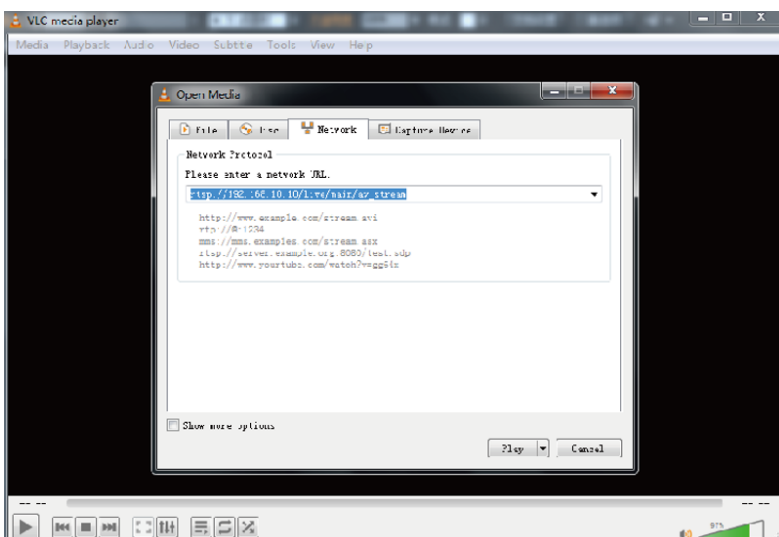 VLC media player
Media Playback Audio Video Subtitle Tools View Help
Open Media
File Disc Network Capture Device
Network Protocol
Please enter a network URL.
rtsp://192.168.10.10/live/main/av_stream
http://www.example.com/stream.avi
rtp://@:1234
mms://mms.examples.com/stream.asx
rtsp://server.example.org:8080/test.sdp
http://www.yourtube.com/watch?v=gg64x
Show more options
Play Cancel
--:-- --:--
97%